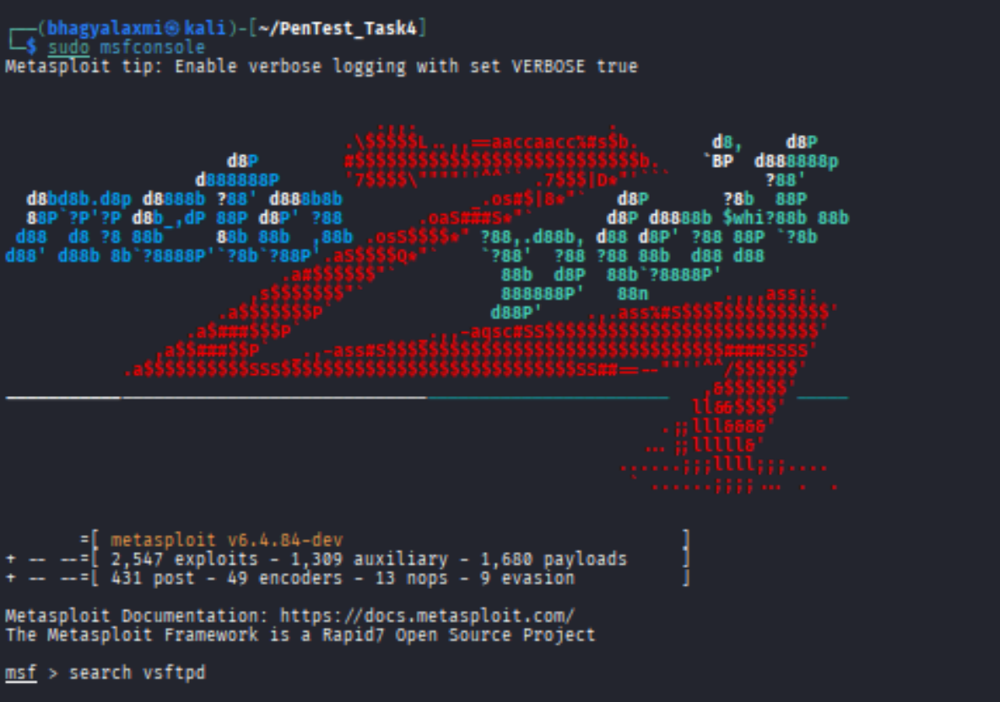 ┌──(bhagyalaxmi㉿kali)-[~/PenTest_Task4]
└─$ sudo msfconsole
Metasploit tip: Enable verbose logging with set VERBOSE true
=[ metasploit v6.4.84-dev ]
+ -- --=[ 2,547 exploits - 1,309 auxiliary - 1,680 payloads ]
+ -- --=[ 431 post - 49 encoders - 13 nops - 9 evasion ]
Metasploit Documentation: https://docs.metasploit.com/
The Metasploit Framework is a Rapid7 Open Source Project
msf > search vsftpd